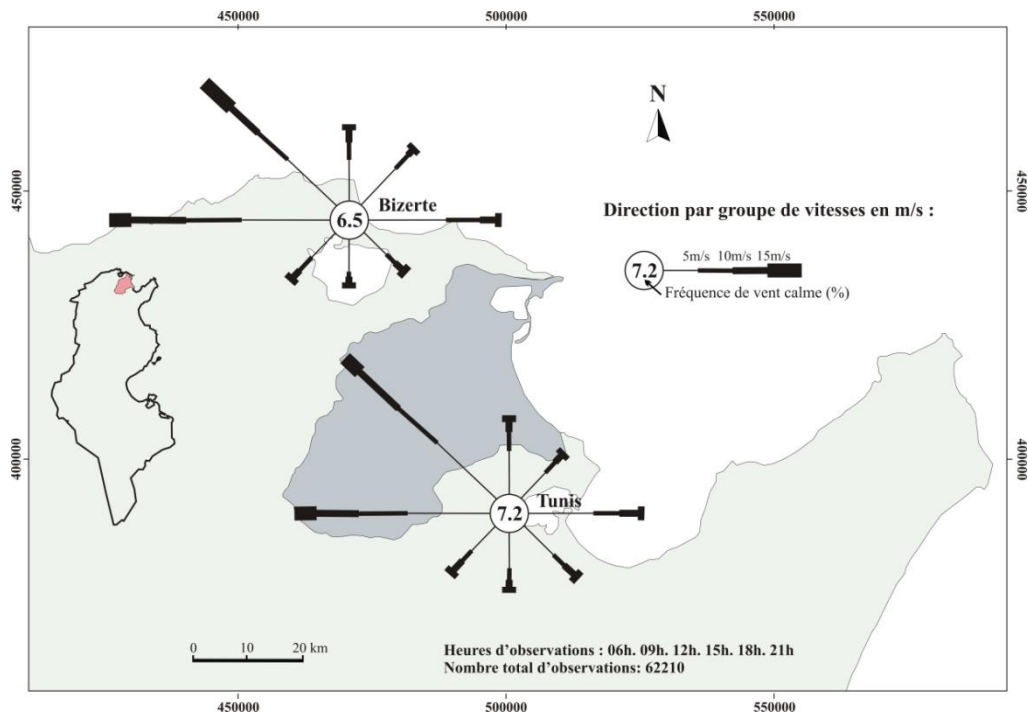 450000 500000 550000
N
450000 450000
Bizerte
6.5
Direction par groupe de vitesses en m/s :
5m/s 10m/s 15m/s
7.2
Fréquence de vent calme (%)
400000 400000
Tunis
7.2
0 10 20 km
Heures d'observations : 06h. 09h. 12h. 15h. 18h. 21h
Nombre total d'observations: 62210
450000 500000 550000